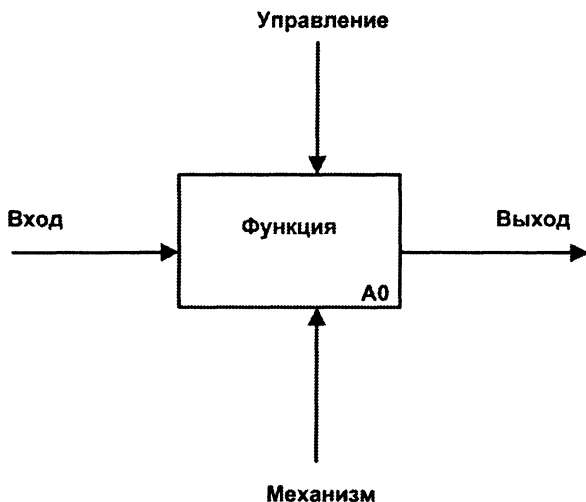 Управление
Вход
Функция
Выход
A0
Механизм